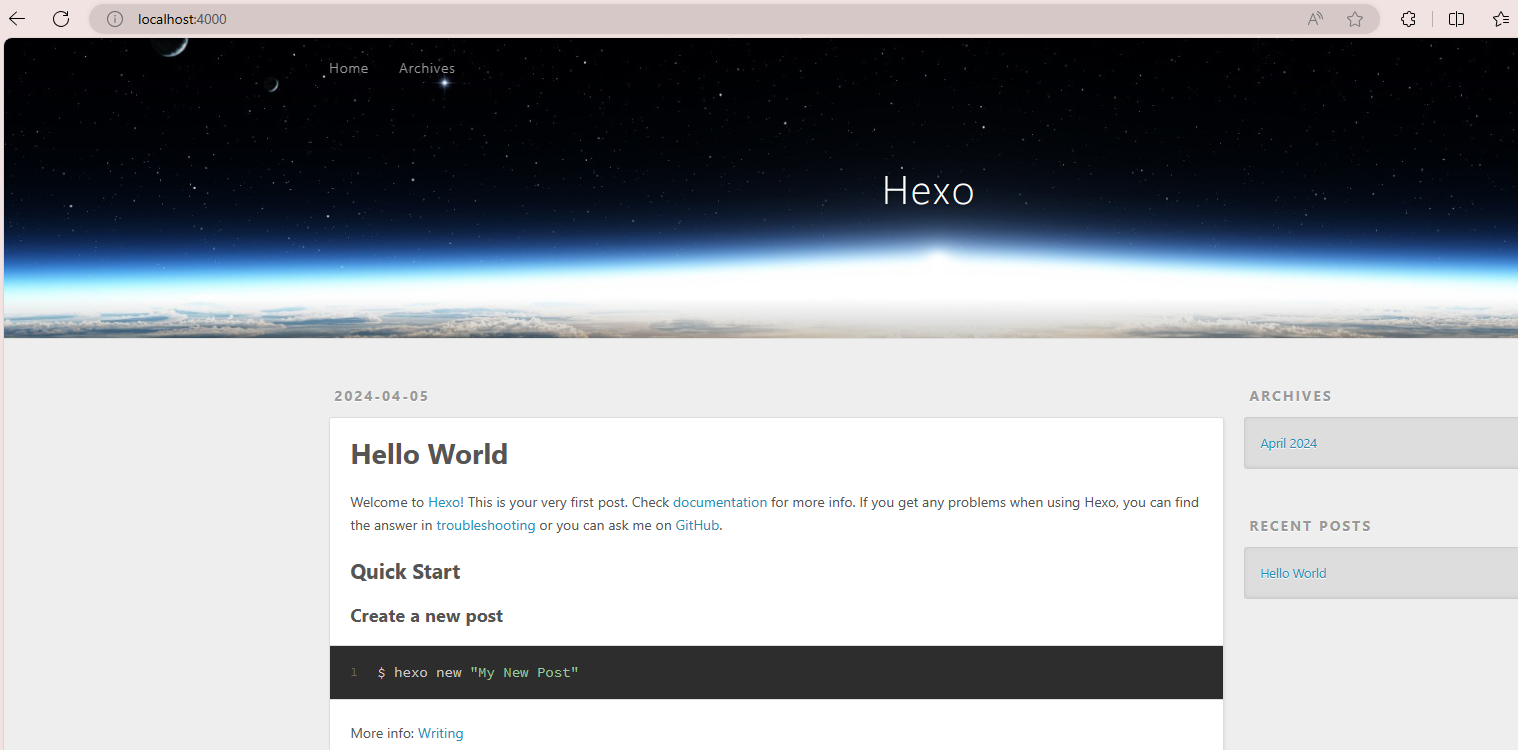 localhost:4000
Home Archives
Hexo
2024-04-05
Hello World
Welcome to Hexo! This is your very first post. Check documentation for more info. If you get any problems when using Hexo, you can find
the answer in troubleshooting or you can ask me on GitHub.
Quick Start
Create a new post
1 $ hexo new "My New Post"
More info: Writing
ARCHIVES
April 2024
RECENT POSTS
Hello World